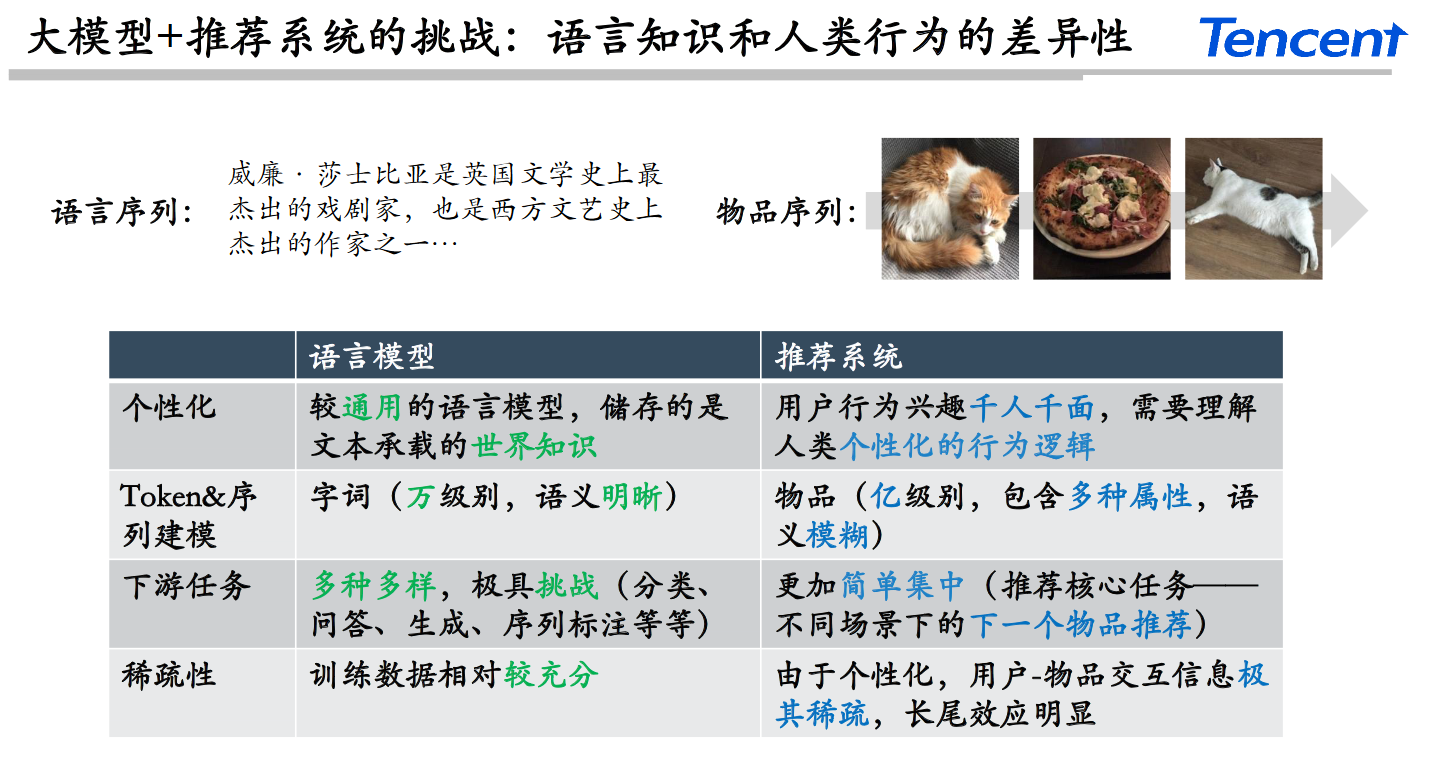 大模型+推荐系统的挑战：语言知识和人类行为的差异性
Tencent
语言序列：
威廉·莎士比亚是英国文学史上最
杰出的戏剧家，也是西方文艺史上
杰出的作家之一…
物品序列：
语言模型
推荐系统
个性化
较通用的语言模型，储存的是
文本承载的世界知识
用户行为兴趣千人千面，需要理解
人类个性化的行为逻辑
Token&序
列建模
字词（万级别，语义明晰）
物品（亿级别，包含多种属性，语
义模糊）
下游任务
多种多样，极具挑战（分类、
问答、生成、序列标注等等）
更加简单集中（推荐核心任务——
不同场景下的下一个物品推荐）
稀疏性
训练数据相对较充分
由于个性化，用户-物品交互信息极
其稀疏，长尾效应明显